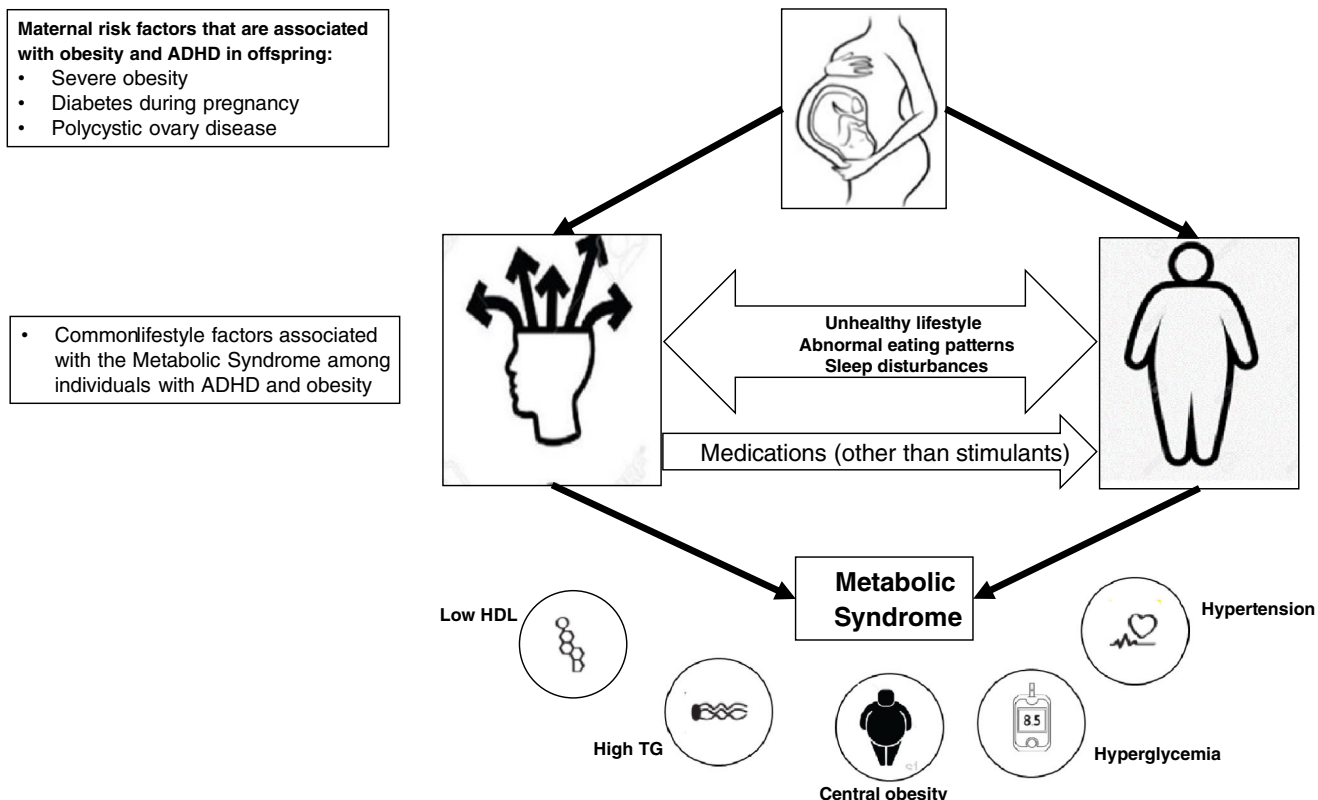 Maternal risk factors that are associated
with obesity and ADHD in offspring:
• Severe obesity
• Diabetes during pregnancy
• Polycystic ovary disease
• Commonlifestyle factors associated
with the Metabolic Syndrome among
individuals with ADHD and obesity
Unhealthy lifestyle
Abnormal eating patterns
Sleep disturbances
Medications (other than stimulants)
Metabolic
Syndrome
Low HDL
High TG
Central obesity
8.5
Hyperglycemia
Hypertension